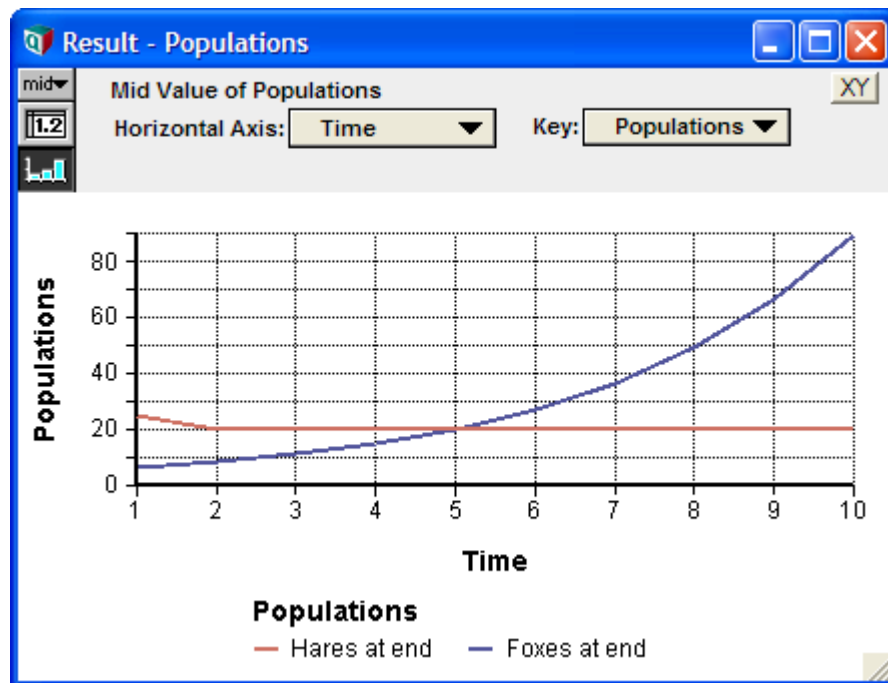 Result - Populations
mid
Mid Value of Populations
XY
1.2
Horizontal Axis: Time Key: Populations
Populations
80
60
40
20
0
1 2 3 4 5 6 7 8 9 10
Time
Populations
Hares at end Foxes at end